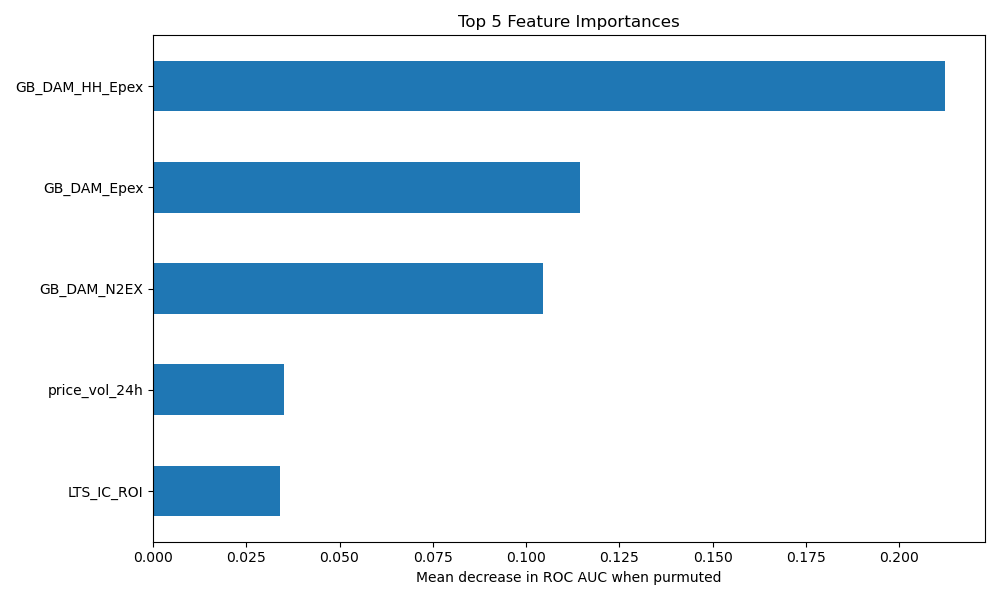 Top 5 Feature Importances
GB_DAM_HH_Epex
GB_DAM_Epex
GB_DAM_N2EX
price_vol_24h
LTS_IC_ROI
0.000 0.025 0.050 0.075 0.100 0.125 0.150 0.175 0.200
Mean decrease in ROC AUC when purmuted